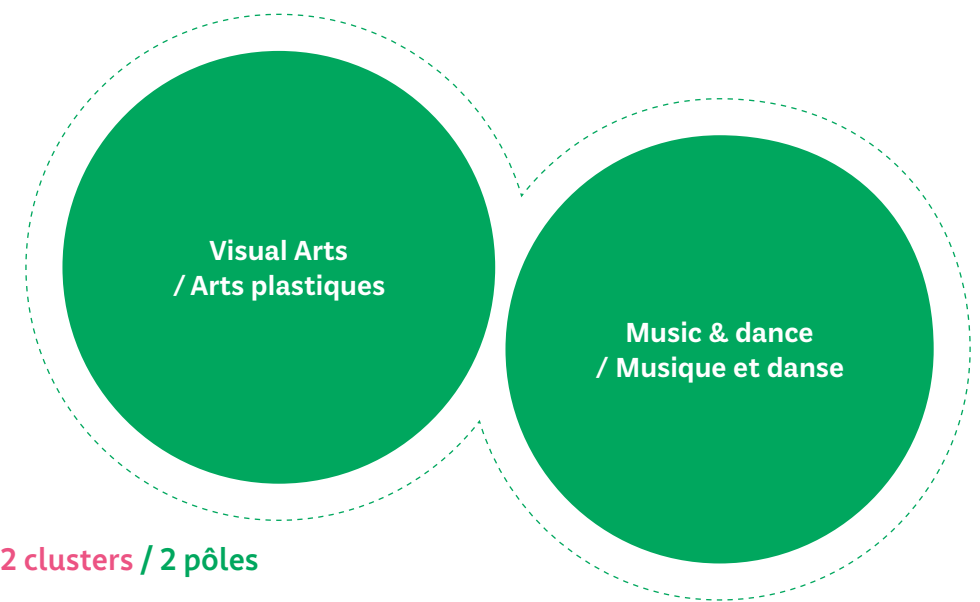 Visual Arts
/ Arts plastiques
Music & dance
/ Musique et danse
2 clusters / 2 pôles